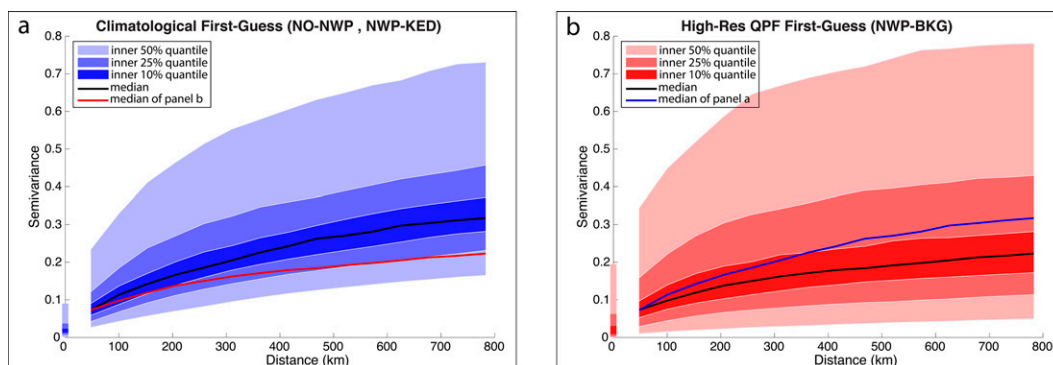 a
Climatological First-Guess (NO-NWP , NWP-KED)
0.8
0.7
0.6
0.5
0.4
0.3
0.2
0.1
0
Semivariance
inner 50% quantile
inner 25% quantile
inner 10% quantile
median
median of panel b
0 100 200 300 400 500 600 700 800
Distance (km)
b
High-Res QPF First-Guess (NWP-BKG)
0.8
0.7
0.6
0.5
0.4
0.3
0.2
0.1
0
Semivariance
inner 50% quantile
inner 25% quantile
inner 10% quantile
median
median of panel a
0 100 200 300 400 500 600 700 800
Distance (km)